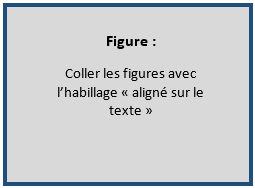 Figure :
Coller les figures avec
l’habillage « aligné sur le
texte »